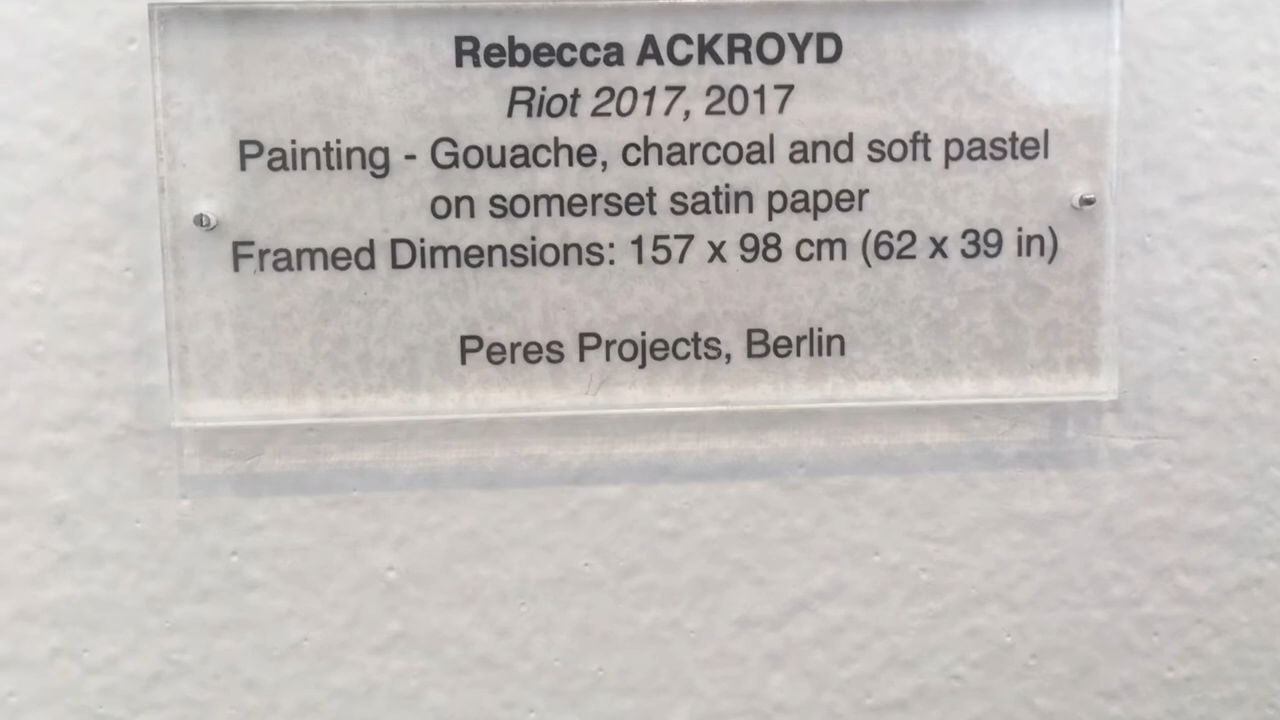 Rebecca ACKROYD
Riot 2017, 2017
Painting - Gouache, charcoal and soft pastel
on somerset satin paper
Framed Dimensions: 157 x 98 cm (62 x 39 in)
Peres Projects, Berlin